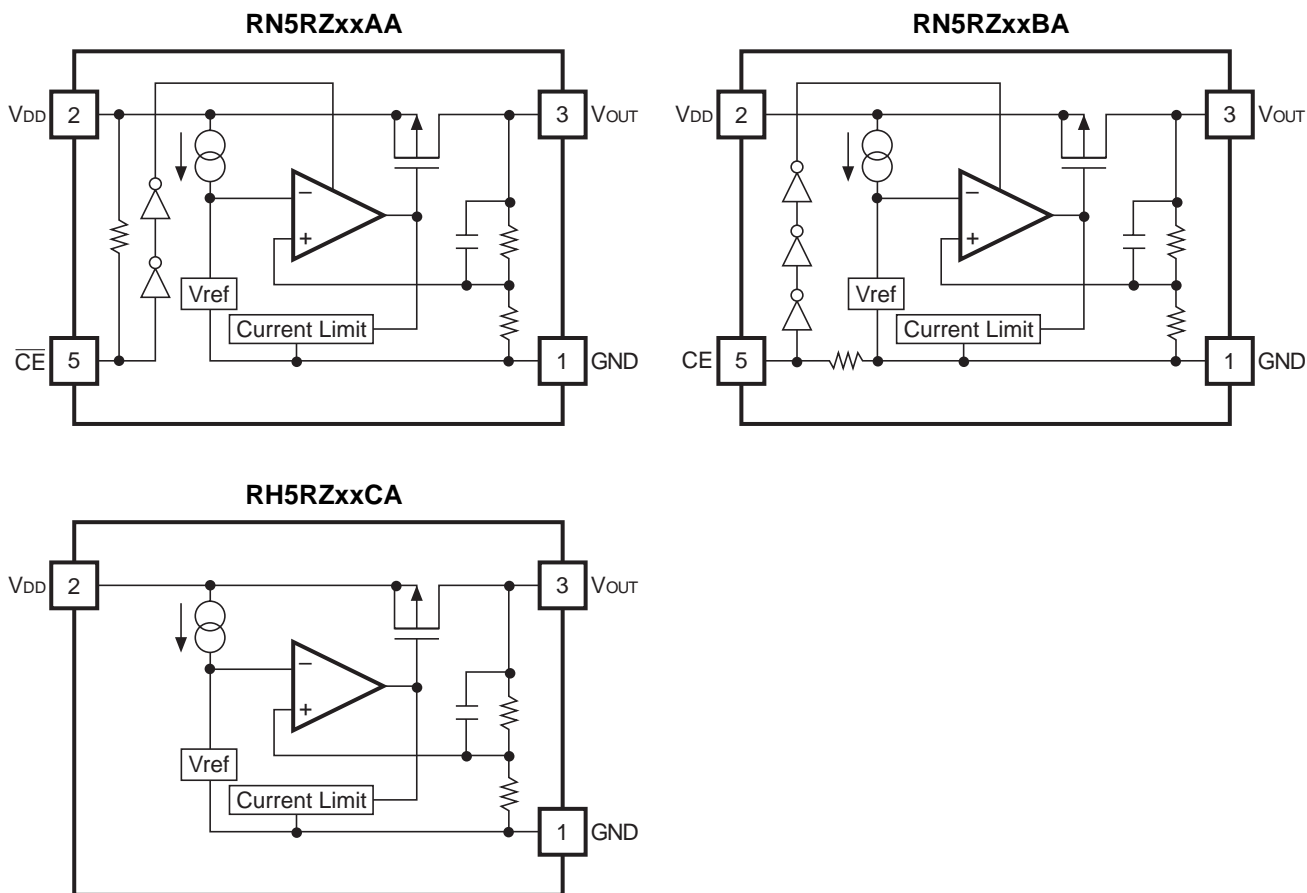 RN5RZxxAA
VDD
2
3
VOUT
−
+
Vref
Current Limit
C̅E̅
5
1
GND
RN5RZxxBA
VDD
2
3
VOUT
−
+
Vref
Current Limit
CE
5
1
GND
RH5RZxxCA
VDD
2
3
VOUT
−
+
Vref
Current Limit
1
GND